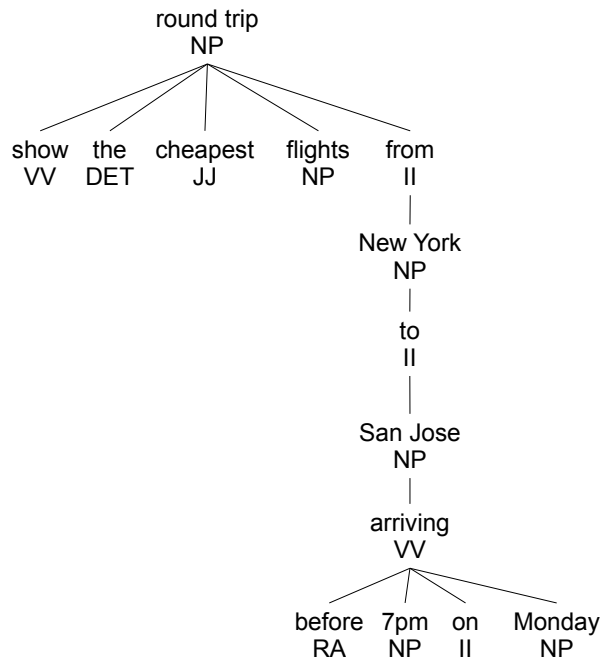 round trip
NP
show the cheapest flights from
VV DET JJ NP II
New York
NP
to
II
San Jose
NP
arriving
VV
before 7pm on Monday
RA NP II NP